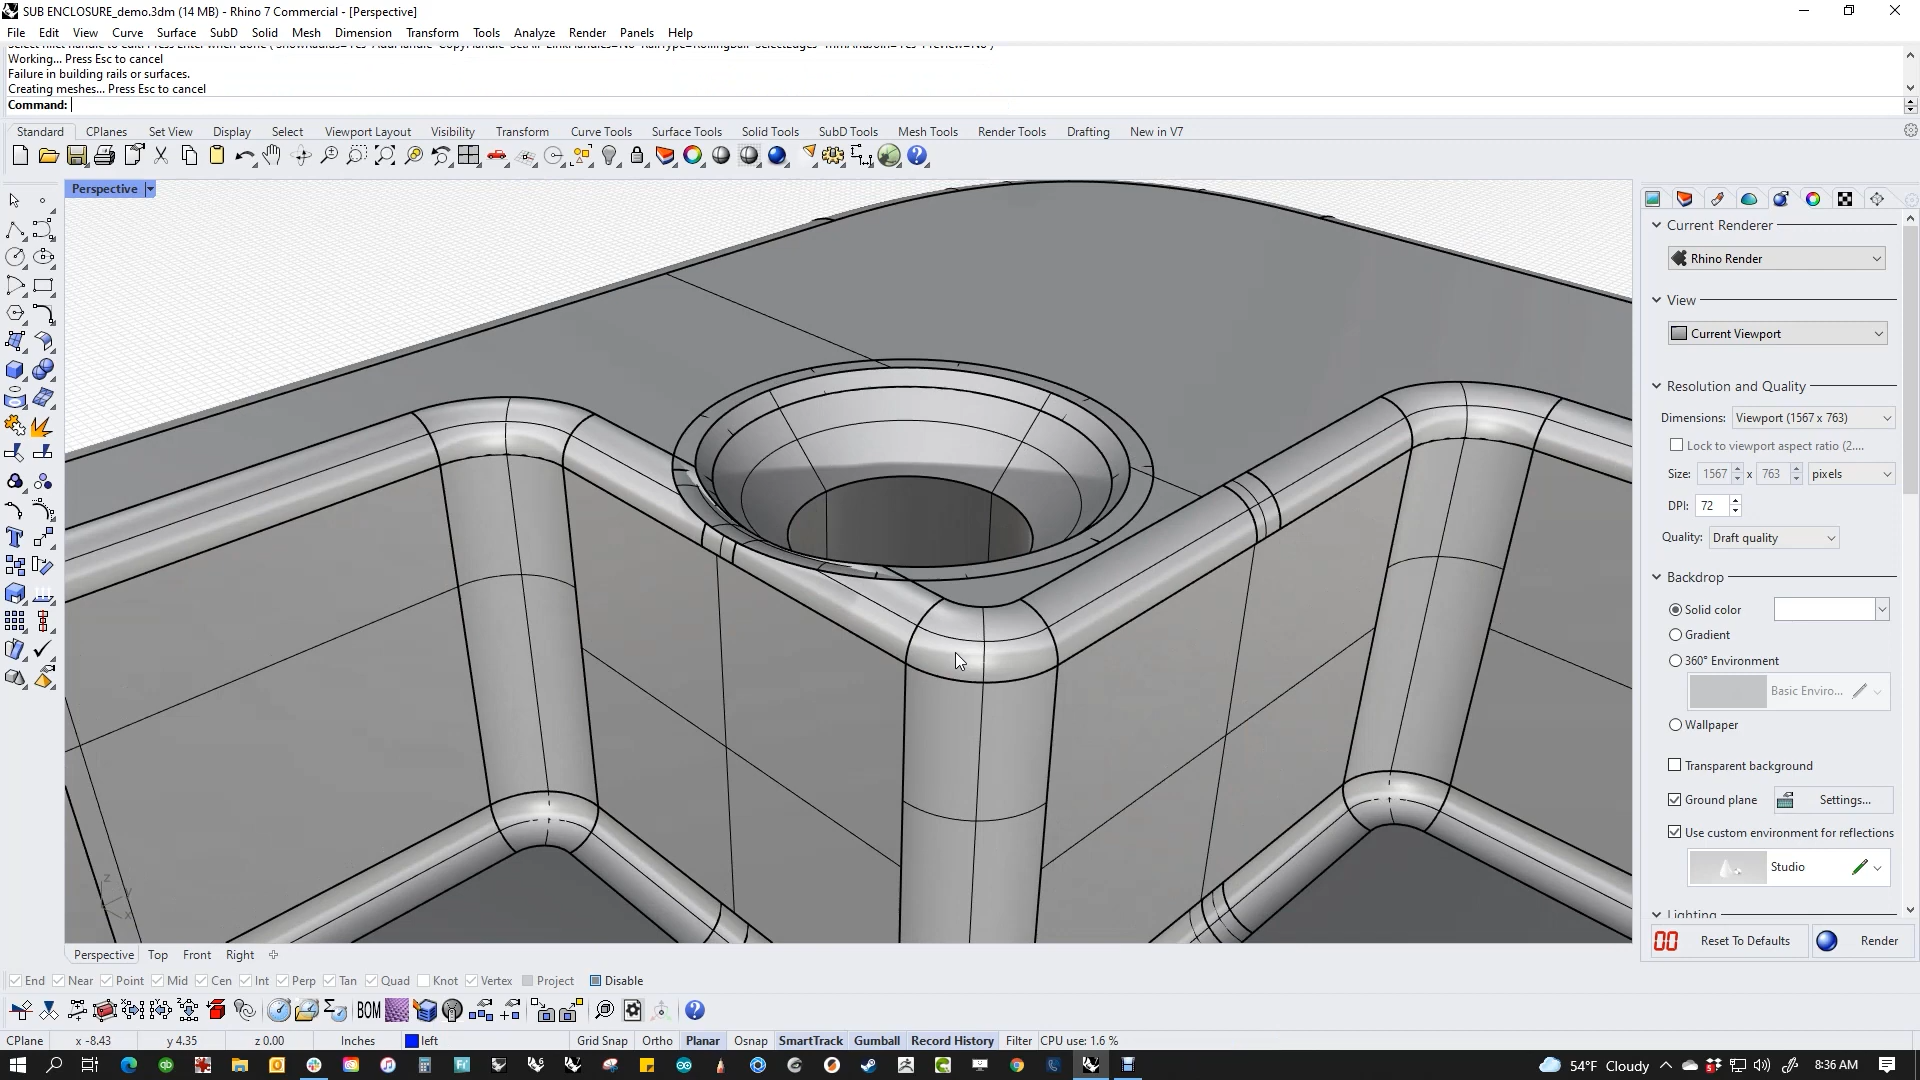 SUB ENCLOSURE_demo.3dm (14 MB) - Rhino 7 Commercial - [Perspective]
File Edit View Curve Surface SubD Solid Mesh Dimension Transform Tools Analyze Render Panels Help
Working... Press Esc to cancel
Failure in building rails or surfaces.
Creating meshes... Press Esc to cancel
Command:
Standard CPlanes Set View Display Select Viewport Layout Visibility Transform Curve Tools Surface Tools Solid Tools SubD Tools Mesh Tools Render Tools Drafting New in V7
Perspective
Current Renderer
Rhino Render
View
Current Viewport
Resolution and Quality
Dimensions: Viewport (1567 x 763)
Lock to viewport aspect ratio (2....
Size: 1567 x 763 pixels
DPI: 72
Quality: Draft quality
Backdrop
Solid color
Gradient
360° Environment
Basic Enviro...
Wallpaper
Transparent background
Ground plane Settings...
Use custom environment for reflections
Studio
Lighting
Reset To Defaults Render
z
y
x
Perspective Top Front Right
End Near Point Mid Cen Int Perp Tan Quad Knot Vertex Project Disable
BOM
CPlane x -8.43 y 4.35 z 0.00 Inches left Grid Snap Ortho Planar Osnap SmartTrack Gumball Record History Filter CPU use: 1.6 %
54°F Cloudy 8:36 AM